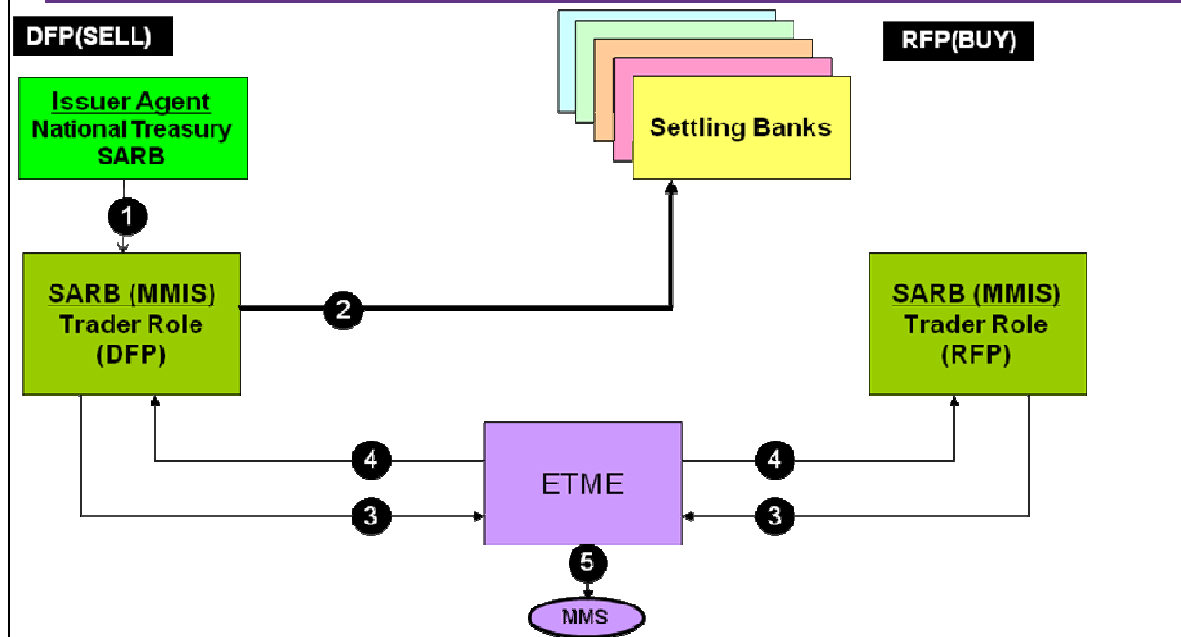 DFP(SELL)
RFP(BUY)
Issuer Agent
National Treasury
SARB
Settling Banks
1
SARB (MMIS)
Trader Role
(DFP)
2
SARB (MMIS)
Trader Role
(RFP)
4
4
ETME
3
3
5
MMS